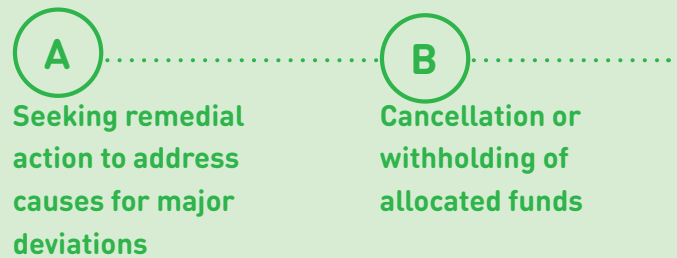 A
Seeking remedial
action to address
causes for major
deviations
B
Cancellation or
withholding of
allocated funds